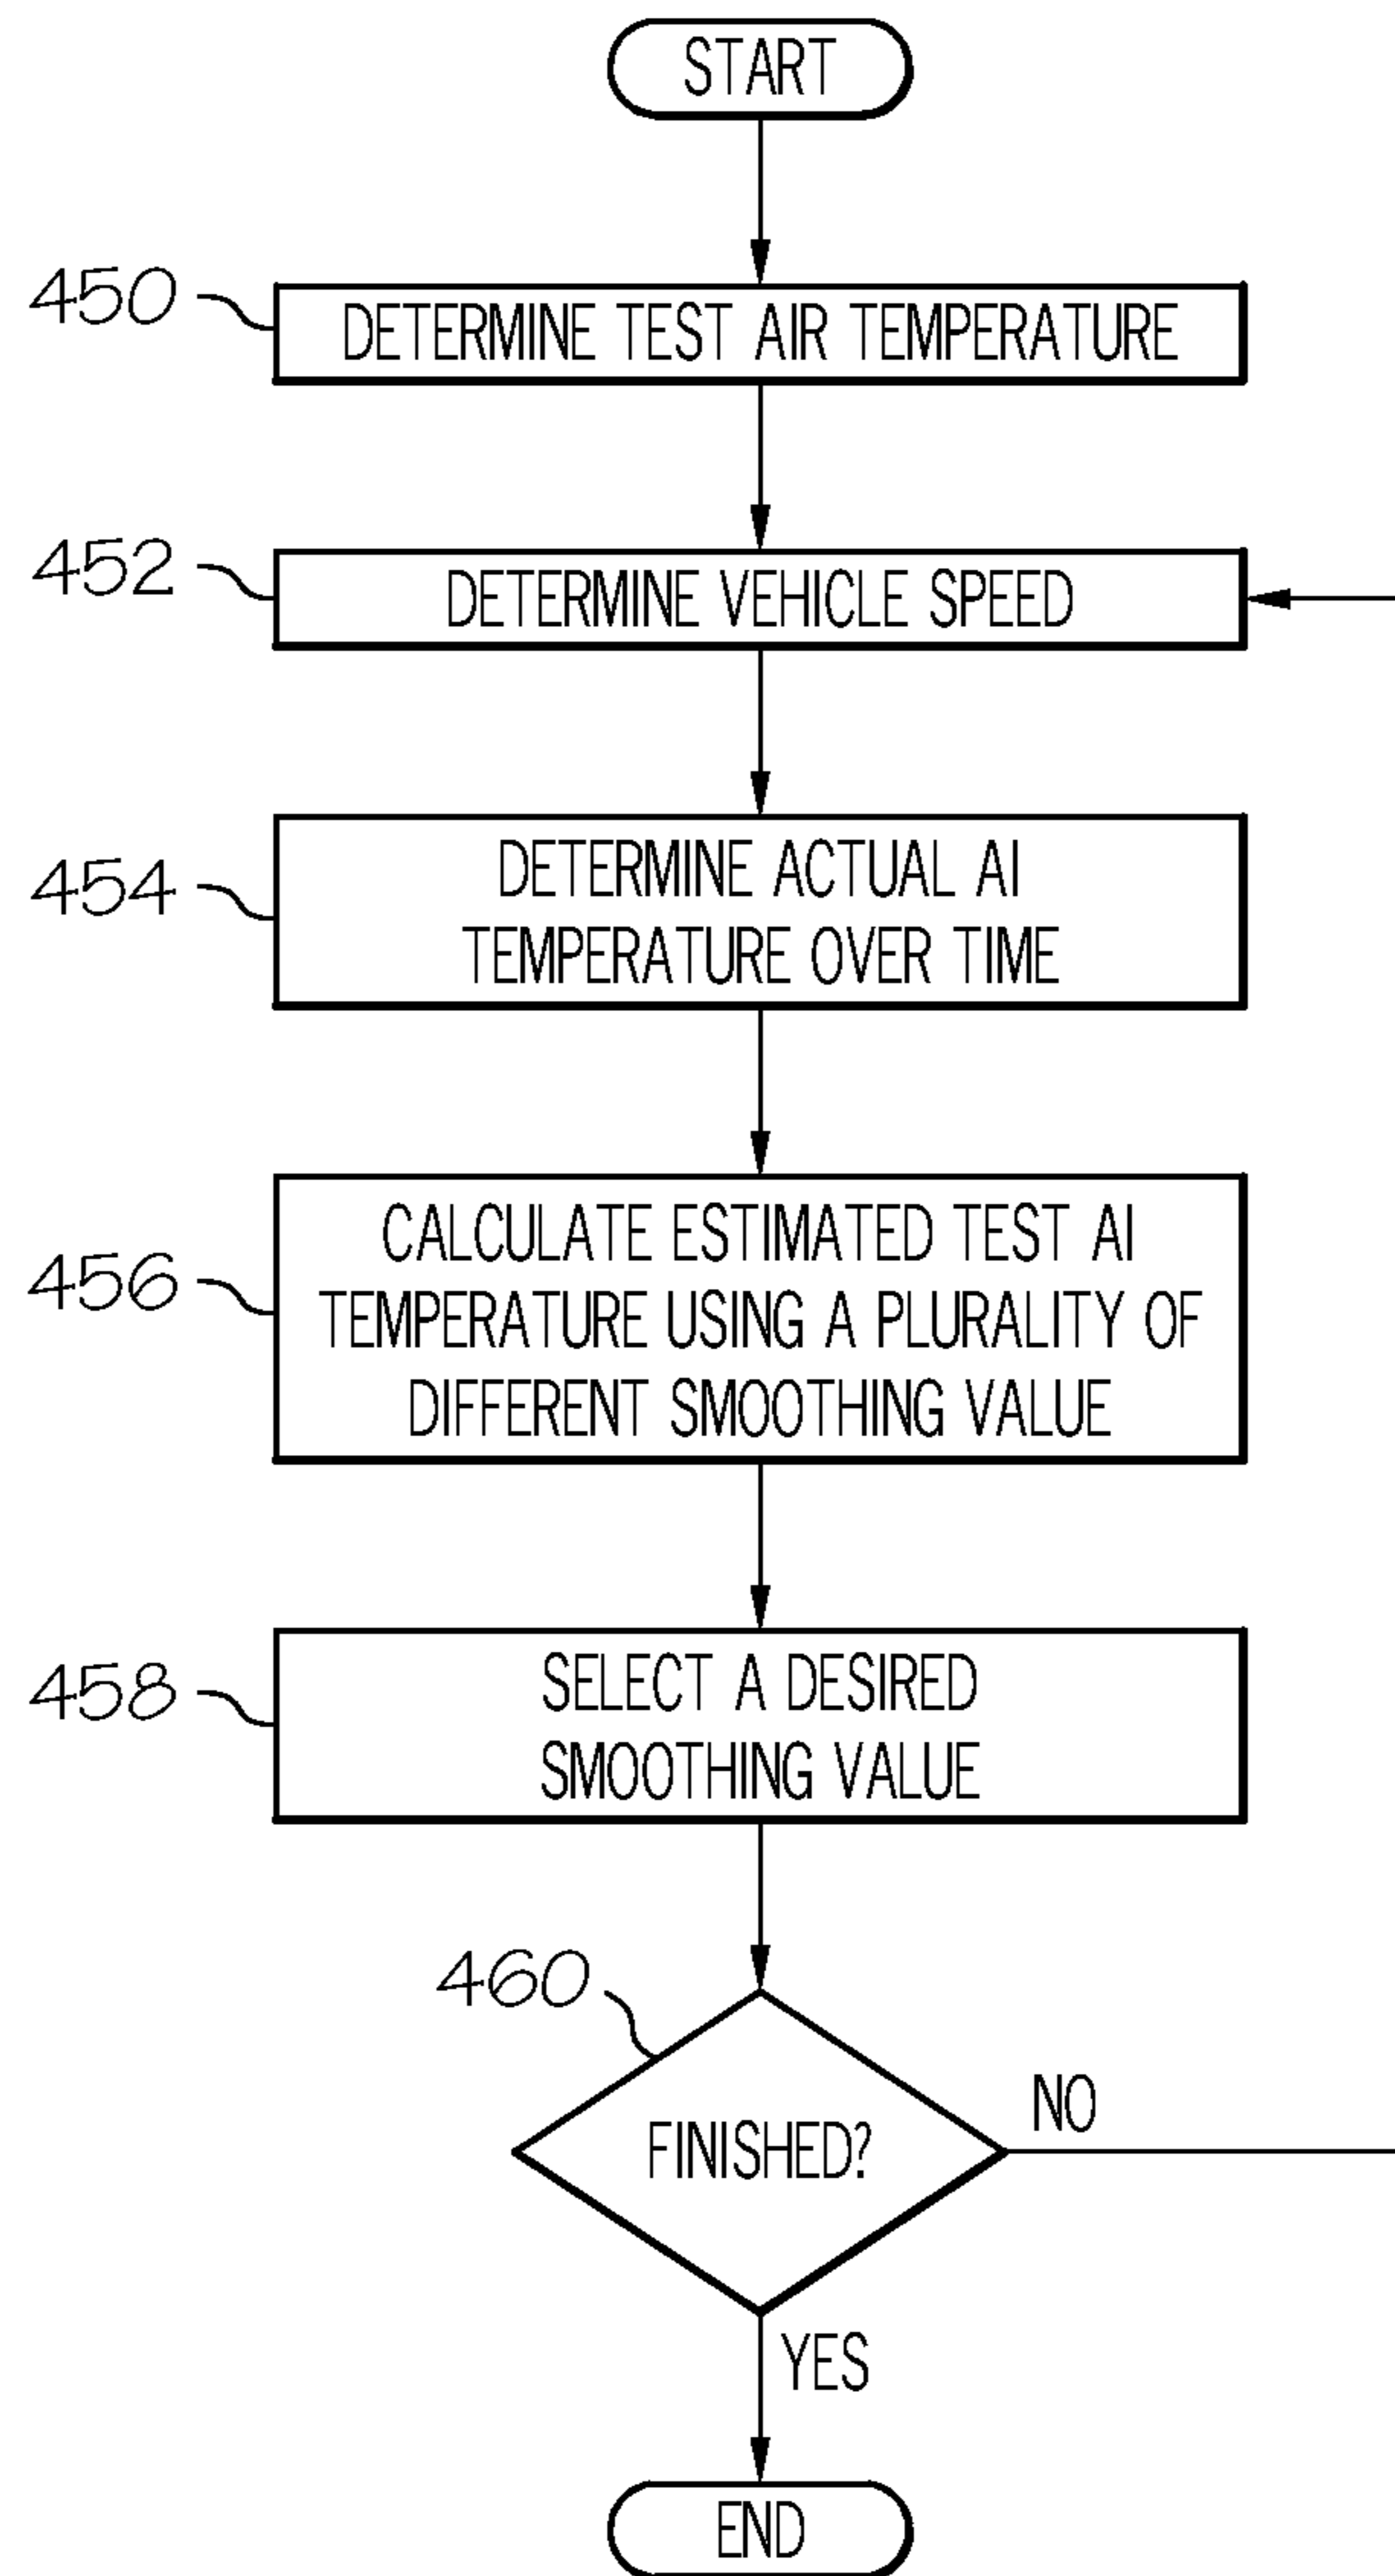 START
450
DETERMINE TEST AIR TEMPERATURE
452
DETERMINE VEHICLE SPEED
454
DETERMINE ACTUAL AI
TEMPERATURE OVER TIME
456
CALCULATE ESTIMATED TEST AI
TEMPERATURE USING A PLURALITY OF
DIFFERENT SMOOTHING VALUE
458
SELECT A DESIRED
SMOOTHING VALUE
460
FINISHED?
NO
YES
END